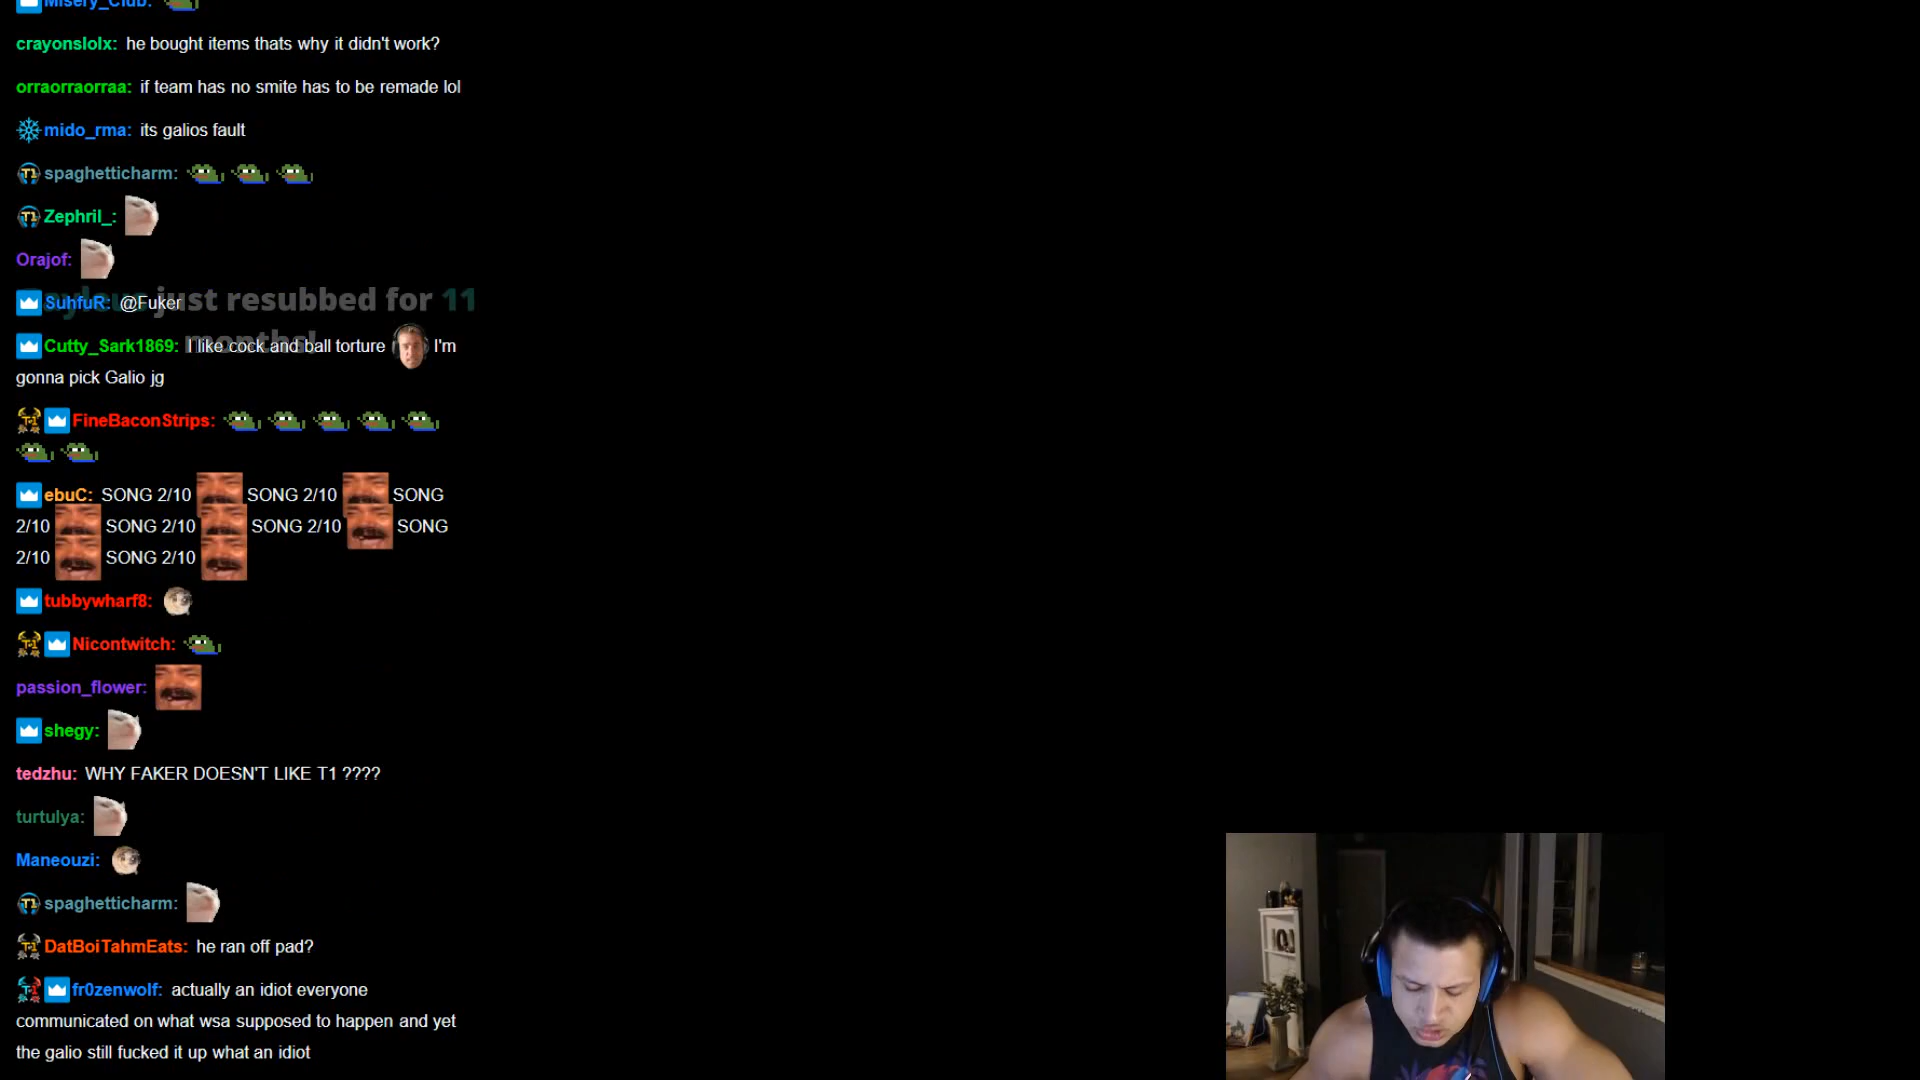 Misery_Club:
crayonslolx: he bought items thats why it didn't work?
orraorraorraa: if team has no smite has to be remade lol
mido_rma: its galios fault
spaghetticharm:
Zephril_:
Orajof:
just resubbed for 11
months!
SuhfuR: @Fuker
Cutty_Sark1869: I like cock and ball torture I'm
gonna pick Galio jg
FineBaconStrips:
ebuC: SONG 2/10 SONG 2/10 SONG
2/10 SONG 2/10 SONG 2/10 SONG
2/10 SONG 2/10
tubbywharf8:
Nicontwitch:
passion_flower:
shegy:
tedzhu: WHY FAKER DOESN'T LIKE T1 ????
turtulya:
Maneouzi:
spaghetticharm:
DatBoiTahmEats: he ran off pad?
fr0zenwolf: actually an idiot everyone
communicated on what wsa supposed to happen and yet
the galio still fucked it up what an idiot